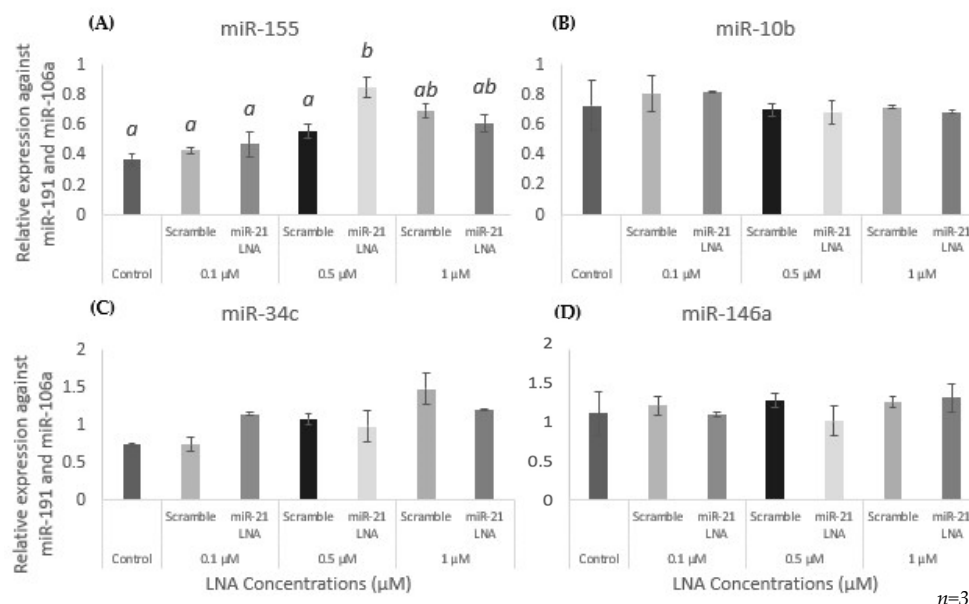 (A)
miR-155
Relative expression against
miR-191 and miR-106a
1
0.8
0.6
0.4
0.2
0
a
a
a
a
b
ab
ab
Scramble
miR-21
LNA
Scramble
miR-21
LNA
Scramble
miR-21
LNA
Control
0.1 µM
0.5 µM
1 µM
(B)
miR-10b
1
0.8
0.6
0.4
0.2
0
Scramble
miR-21
LNA
Scramble
miR-21
LNA
Scramble
miR-21
LNA
Control
0.1 µM
0.5 µM
1 µM
(C)
miR-34c
Relative expression against
miR-191 and miR-106a
2
1.5
1
0.5
0
Scramble
miR-21
LNA
Scramble
miR-21
LNA
Scramble
miR-21
LNA
Control
0.1 µM
0.5 µM
1 µM
LNA Concentrations (µM)
(D)
miR-146a
2
1.5
1
0.5
0
Scramble
miR-21
LNA
Scramble
miR-21
LNA
Scramble
miR-21
LNA
Control
0.1 µM
0.5 µM
1 µM
LNA Concentrations (µM)
n=3